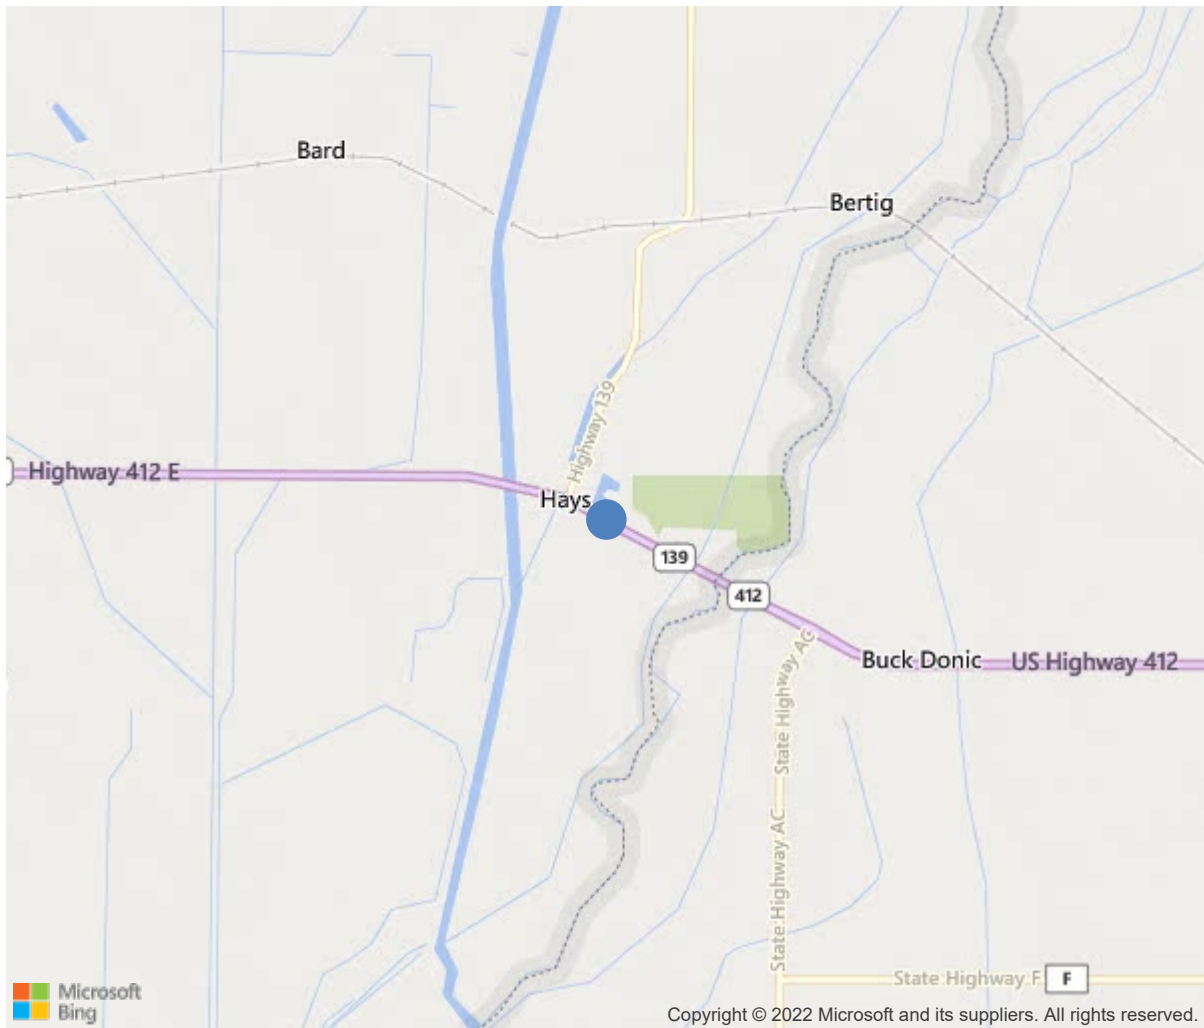 Bard
Bertig
Highway 139
Highway 412 E
Hays
139
412
Buck Donic
US Highway 412
State Highway AC
State Highway AC
State Highway F
F
Microsoft
Bing
Copyright © 2022 Microsoft and its suppliers. All rights reserved.